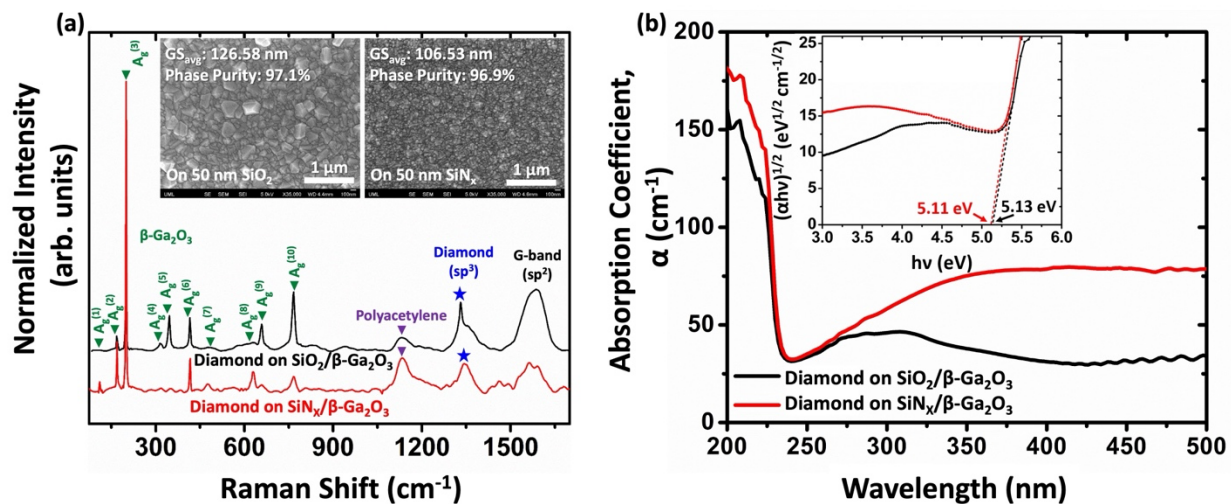 (a)
Normalized Intensity
(arb. units)
GS_avg: 126.58 nm
Phase Purity: 97.1%
1 μm
On 50 nm SiO₂
GS_avg: 106.53 nm
Phase Purity: 96.9%
1 μm
On 50 nm SiNₓ
β-Ga₂O₃
A_g⁽¹⁾
A_g⁽²⁾
A_g⁽³⁾
A_g⁽⁴⁾
A_g⁽⁵⁾
A_g⁽⁶⁾
A_g⁽⁷⁾
A_g⁽⁸⁾
A_g⁽⁹⁾
A_g⁽¹⁰⁾
Polyacetylene
Diamond
(sp³)
G-band
(sp²)
Diamond on SiO₂/β-Ga₂O₃
Diamond on SiN_X/β-Ga₂O₃
300 600 900 1200 1500
Raman Shift (cm⁻¹)
(b)
Absorption Coefficient,
α (cm⁻¹)
200
150
100
50
0
(αhν)^1/2 (eV^1/2 cm^-1/2)
25
20
15
10
5
0
5.11 eV
5.13 eV
3.0 3.5 4.0 4.5 5.0 5.5 6.0
hν (eV)
Diamond on SiO₂/β-Ga₂O₃
Diamond on SiN_X/β-Ga₂O₃
200 250 300 350 400 450 500
Wavelength (nm)